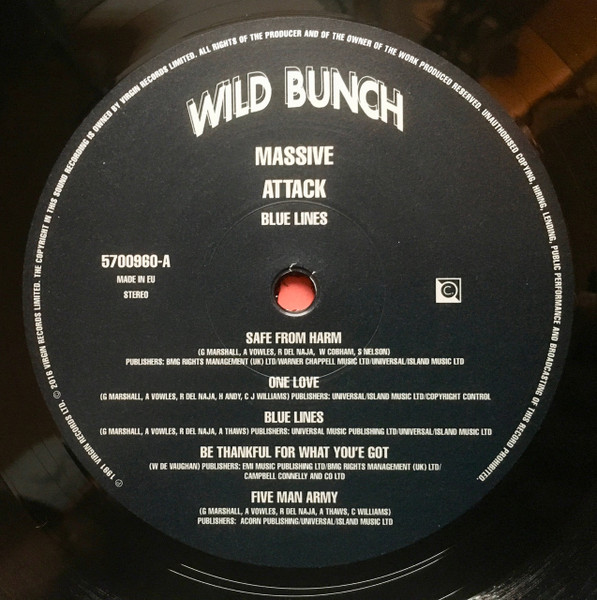 ℗ 1991 VIRGIN RECORDS LTD. © 2016 VIRGIN RECORDS LIMITED. THE COPYRIGHT IN THIS SOUND RECORDING IS OWNED BY VIRGIN RECORDS LIMITED. ALL RIGHTS OF THE PRODUCER AND OF THE OWNER OF THE WORK PRODUCED RESERVED. UNAUTHORISED COPYING, HIRING, LENDING, PUBLIC PERFORMANCE AND BROADCASTING OF THIS RECORD PROHIBITED.
WILD BUNCH
MASSIVE
ATTACK
BLUE LINES
5700960-A
MADE IN EU
STEREO
C
SAFE FROM HARM
(G MARSHALL, A VOWLES, R DEL NAJA, W COBHAM, S NELSON)
PUBLISHERS: BMG RIGHTS MANAGEMENT (UK) LTD/WARNER CHAPPELL MUSIC LTD/UNIVERSAL/ISLAND MUSIC LTD
ONE LOVE
(G MARSHALL, A VOWLES, R DEL NAJA, H ANDY, C J WILLIAMS) PUBLISHERS: UNIVERSAL/ISLAND MUSIC LTD/COPYRIGHT CONTROL
BLUE LINES
(G MARSHALL, A VOWLES, R DEL NAJA, A THAWS) PUBLISHERS: UNIVERSAL MUSIC PUBLISHING LTD/UNIVERSAL/ISLAND MUSIC LTD
BE THANKFUL FOR WHAT YOU'E GOT
(W DE VAUGHAN) PUBLISHERS: EMI MUSIC PUBLISHING LTD/BMG RIGHTS MANAGEMENT (UK) LTD/
CAMPBELL CONNELLY AND CO LTD
FIVE MAN ARMY
(G MARSHALL, A VOWLES, R DEL NAJA, A THAWS, C WILLIAMS)
PUBLISHERS: ACORN PUBLISHING/UNIVERSAL/ISLAND MUSIC LTD